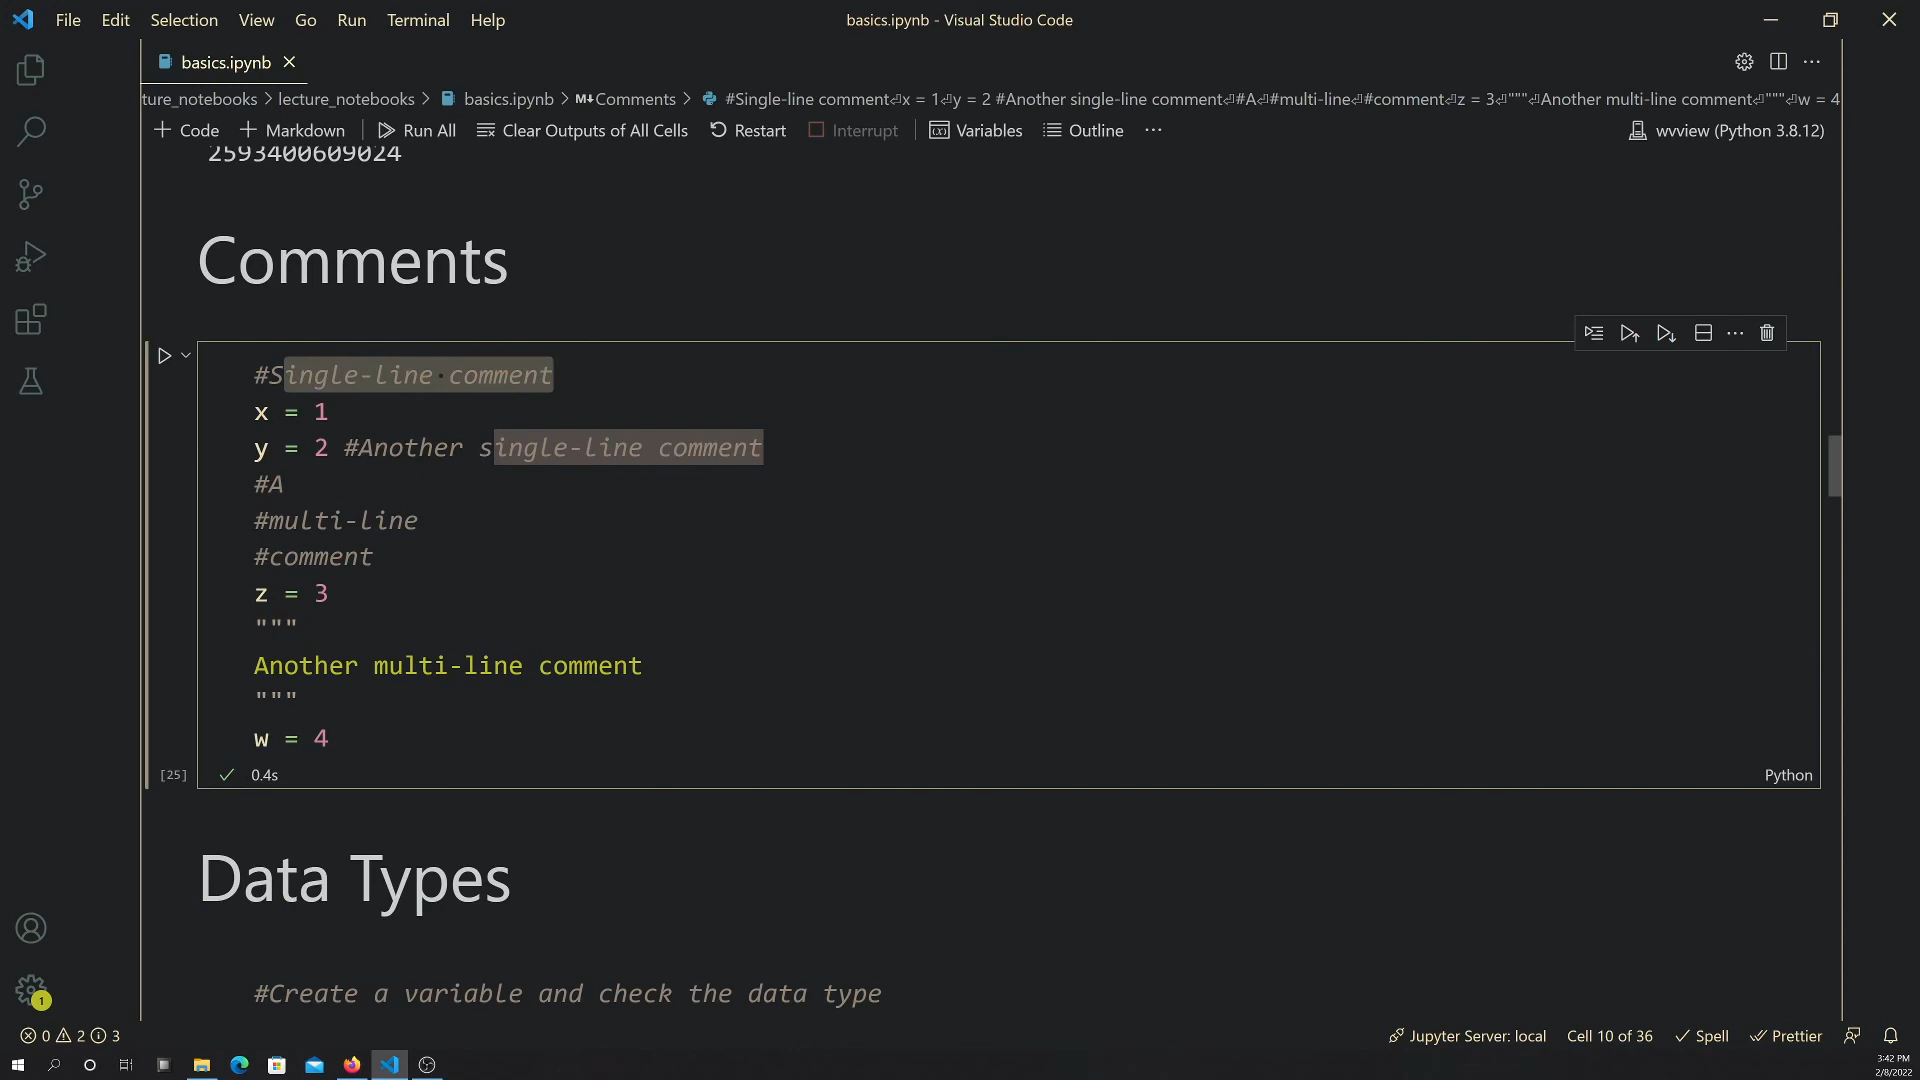 File Edit Selection View Go Run Terminal Help
basics.ipynb - Visual Studio Code
basics.ipynb
ture_notebooks > lecture_notebooks > basics.ipynb > M↓Comments > #Single-line comment⏎x = 1⏎y = 2 #Another single-line comment⏎#A⏎#multi-line⏎#comment⏎z = 3⏎"""⏎Another multi-line comment⏎"""⏎w = 4
+ Code + Markdown Run All Clear Outputs of All Cells Restart Interrupt Variables Outline ... wvview (Python 3.8.12)
2593400609024
Comments
#Single-line·comment
x = 1
y = 2 #Another single-line comment
#A
#multi-line
#comment
z = 3
"""
Another multi-line comment
"""
w = 4
[25] 0.4s Python
Data Types
#Create a variable and check the data type
1
0 2 3 Jupyter Server: local Cell 10 of 36 Spell Prettier
3:42 PM
2/8/2022